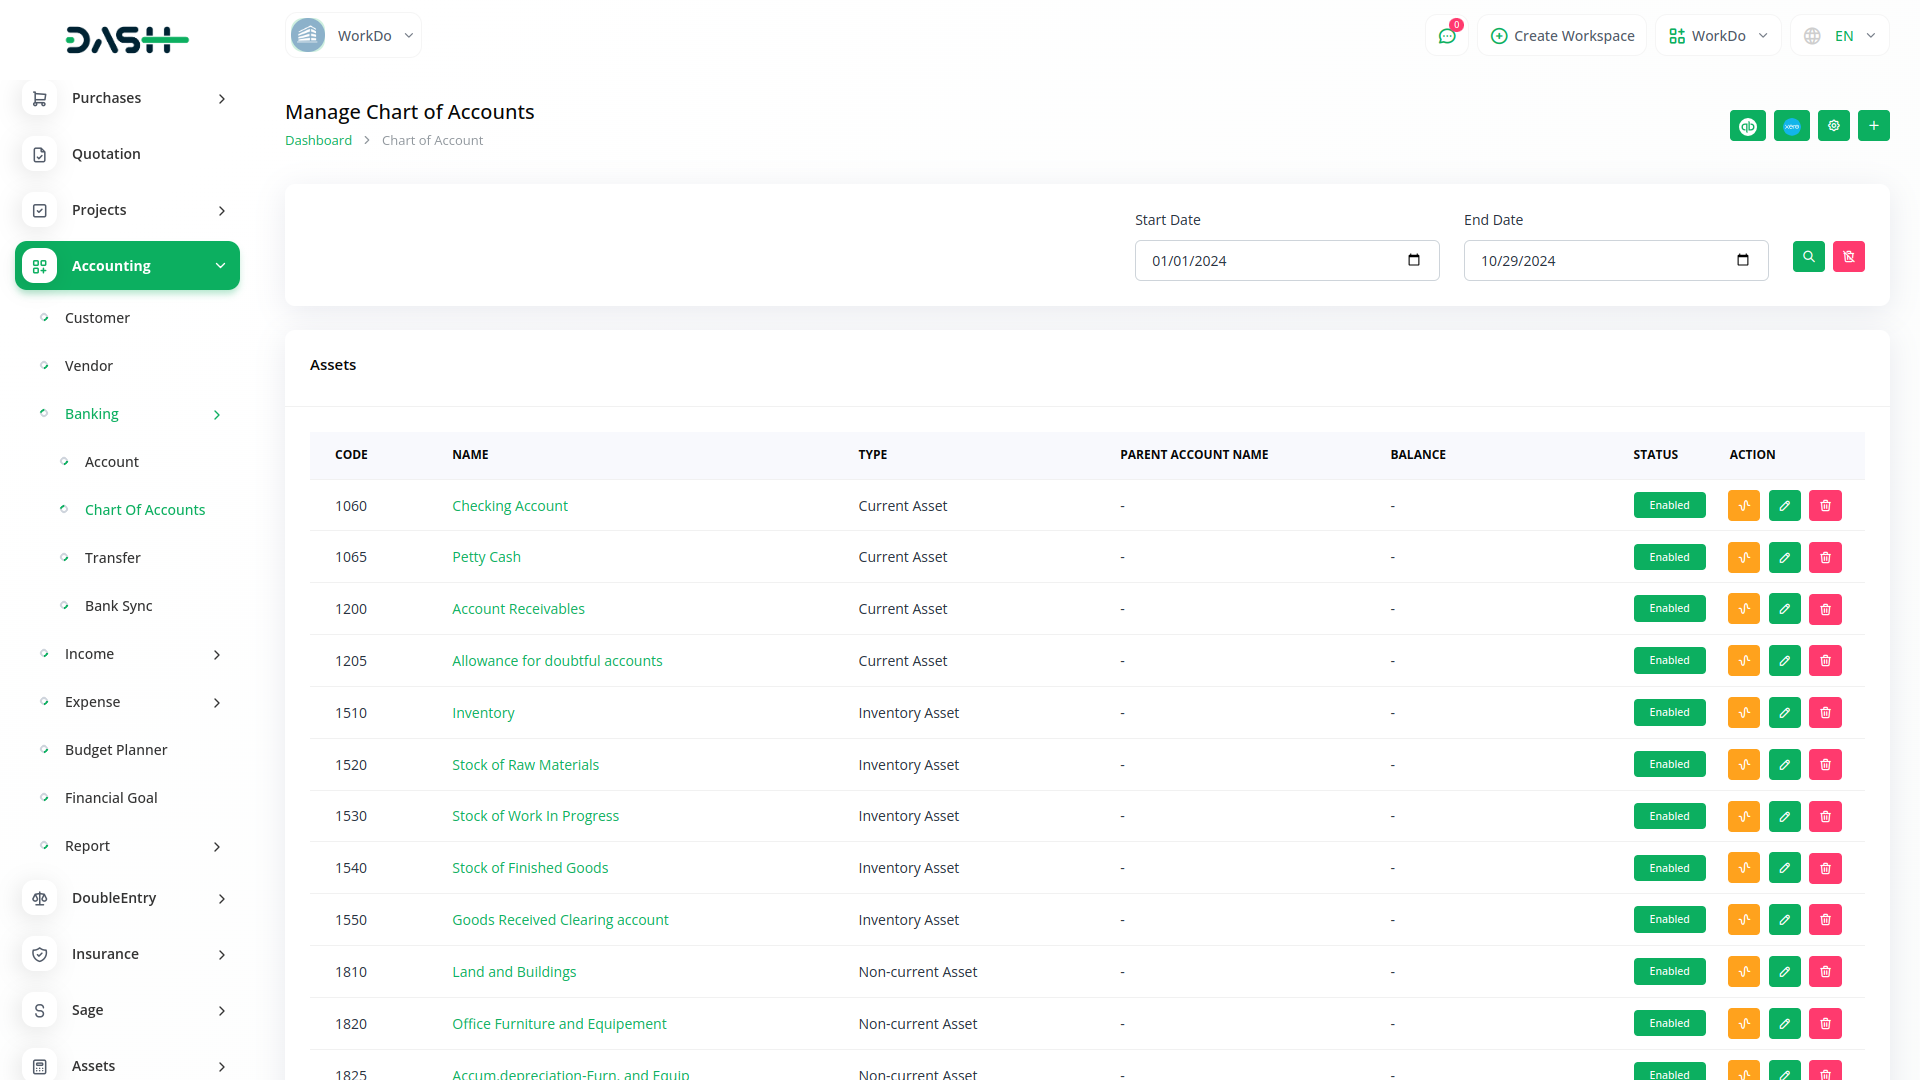 DASH
WorkDo
0
Create Workspace
WorkDo
EN
Purchases
Quotation
Projects
Accounting
Customer
Vendor
Banking
Account
Chart Of Accounts
Transfer
Bank Sync
Income
Expense
Budget Planner
Financial Goal
Report
DoubleEntry
Insurance
S Sage
Assets
Manage Chart of Accounts
Dashboard > Chart of Account
qb
xero
Start Date
End Date
01/01/2024
10/29/2024
Assets
CODE NAME TYPE PARENT ACCOUNT NAME BALANCE STATUS ACTION
1060 Checking Account Current Asset - - Enabled
1065 Petty Cash Current Asset - - Enabled
1200 Account Receivables Current Asset - - Enabled
1205 Allowance for doubtful accounts Current Asset - - Enabled
1510 Inventory Inventory Asset - - Enabled
1520 Stock of Raw Materials Inventory Asset - - Enabled
1530 Stock of Work In Progress Inventory Asset - - Enabled
1540 Stock of Finished Goods Inventory Asset - - Enabled
1550 Goods Received Clearing account Inventory Asset - - Enabled
1810 Land and Buildings Non-current Asset - - Enabled
1820 Office Furniture and Equipement Non-current Asset - - Enabled
1825 Accum.depreciation-Furn. and Equip Non-current Asset - - Enabled